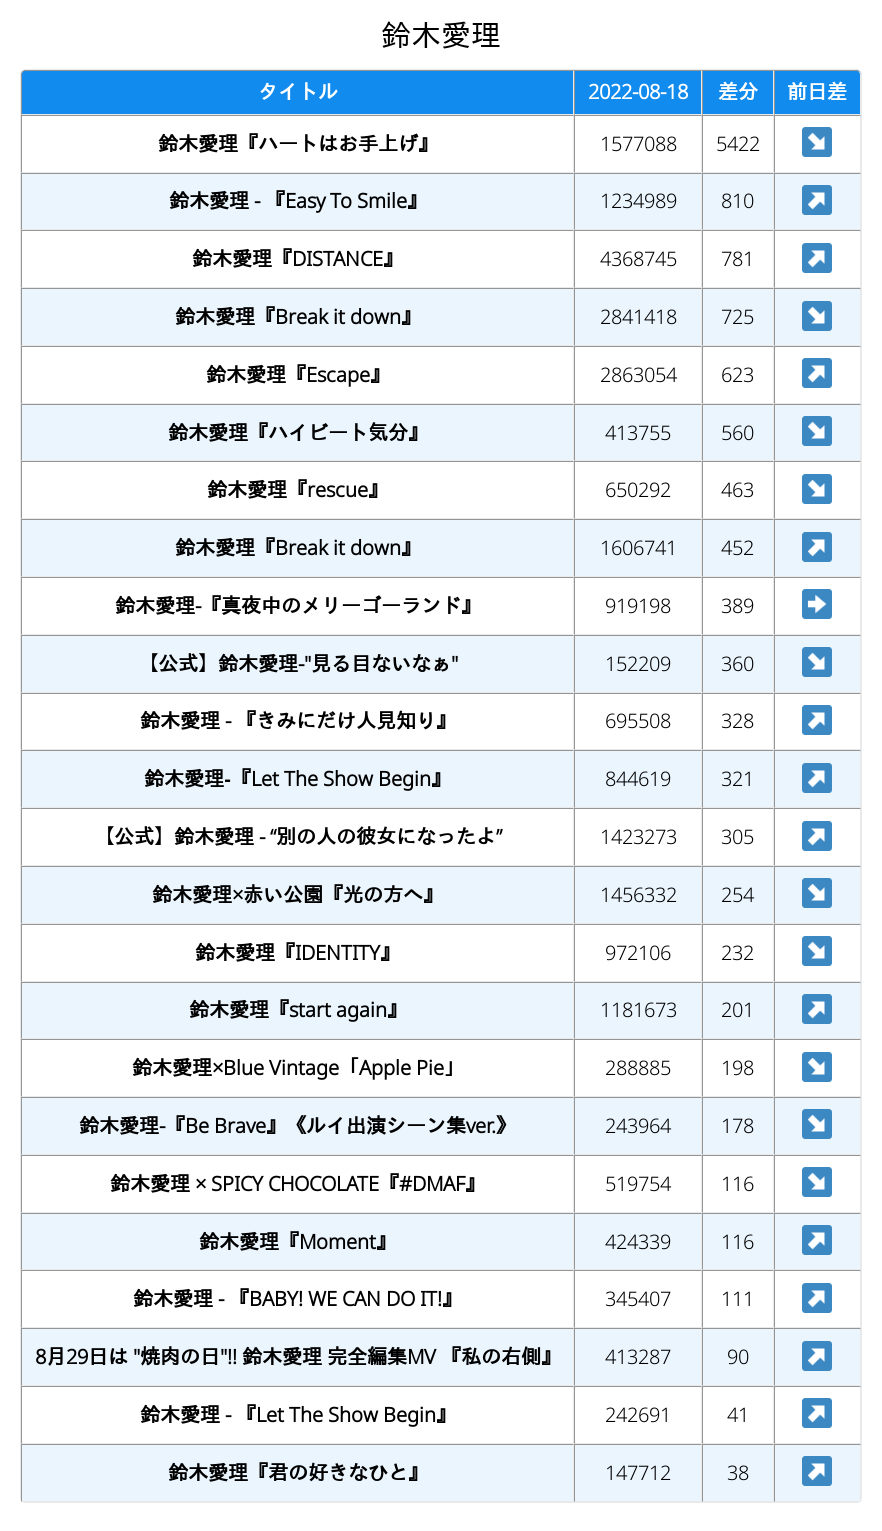 鈴木愛理
タイトル 2022-08-18 差分 前日差
鈴木愛理『ハートはお手上げ』 1577088 5422 ↘
鈴木愛理 - 『Easy To Smile』 1234989 810 ↗
鈴木愛理『DISTANCE』 4368745 781 ↗
鈴木愛理『Break it down』 2841418 725 ↘
鈴木愛理『Escape』 2863054 623 ↗
鈴木愛理『ハイビート気分』 413755 560 ↘
鈴木愛理『rescue』 650292 463 ↘
鈴木愛理『Break it down』 1606741 452 ↗
鈴木愛理-『真夜中のメリーゴーランド』 919198 389 ➡
【公式】鈴木愛理-"見る目ないなぁ" 152209 360 ↘
鈴木愛理 - 『きみにだけ人見知り』 695508 328 ↗
鈴木愛理-『Let The Show Begin』 844619 321 ↗
【公式】鈴木愛理 - “別の人の彼女になったよ” 1423273 305 ↗
鈴木愛理×赤い公園『光の方へ』 1456332 254 ↘
鈴木愛理『IDENTITY』 972106 232 ↘
鈴木愛理『start again』 1181673 201 ↗
鈴木愛理×Blue Vintage「Apple Pie」 288885 198 ↘
鈴木愛理-『Be Brave』《ルイ出演シーン集ver.》 243964 178 ↘
鈴木愛理 × SPICY CHOCOLATE『#DMAF』 519754 116 ↘
鈴木愛理『Moment』 424339 116 ↗
鈴木愛理 - 『BABY! WE CAN DO IT!』 345407 111 ↗
8月29日は "焼肉の日"!! 鈴木愛理 完全編集MV 『私の右側』 413287 90 ↗
鈴木愛理 - 『Let The Show Begin』 242691 41 ↗
鈴木愛理『君の好きなひと』 147712 38 ↗